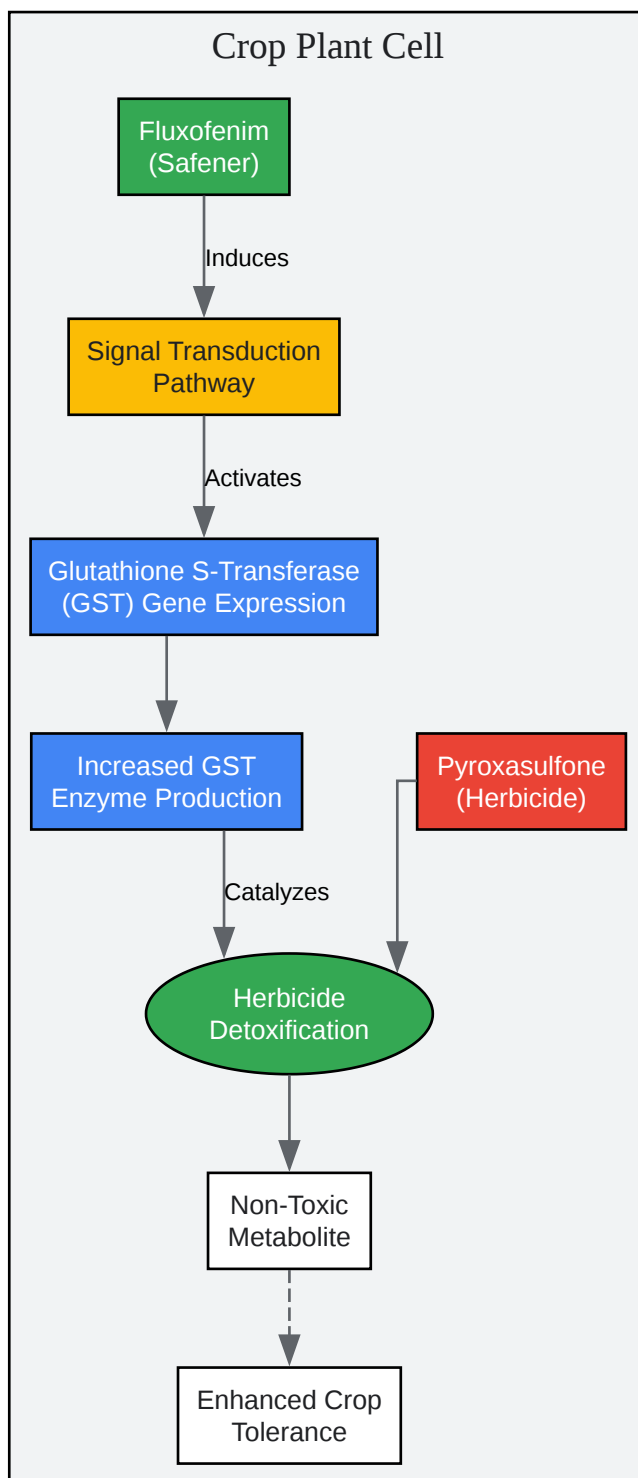 Crop Plant Cell
Fluxofenim
(Safener)
Induces
Signal Transduction
Pathway
Activates
Glutathione S-Transferase
(GST) Gene Expression
Increased GST
Enzyme Production
Pyroxasulfone
(Herbicide)
Catalyzes
Herbicide
Detoxification
Non-Toxic
Metabolite
Enhanced Crop
Tolerance